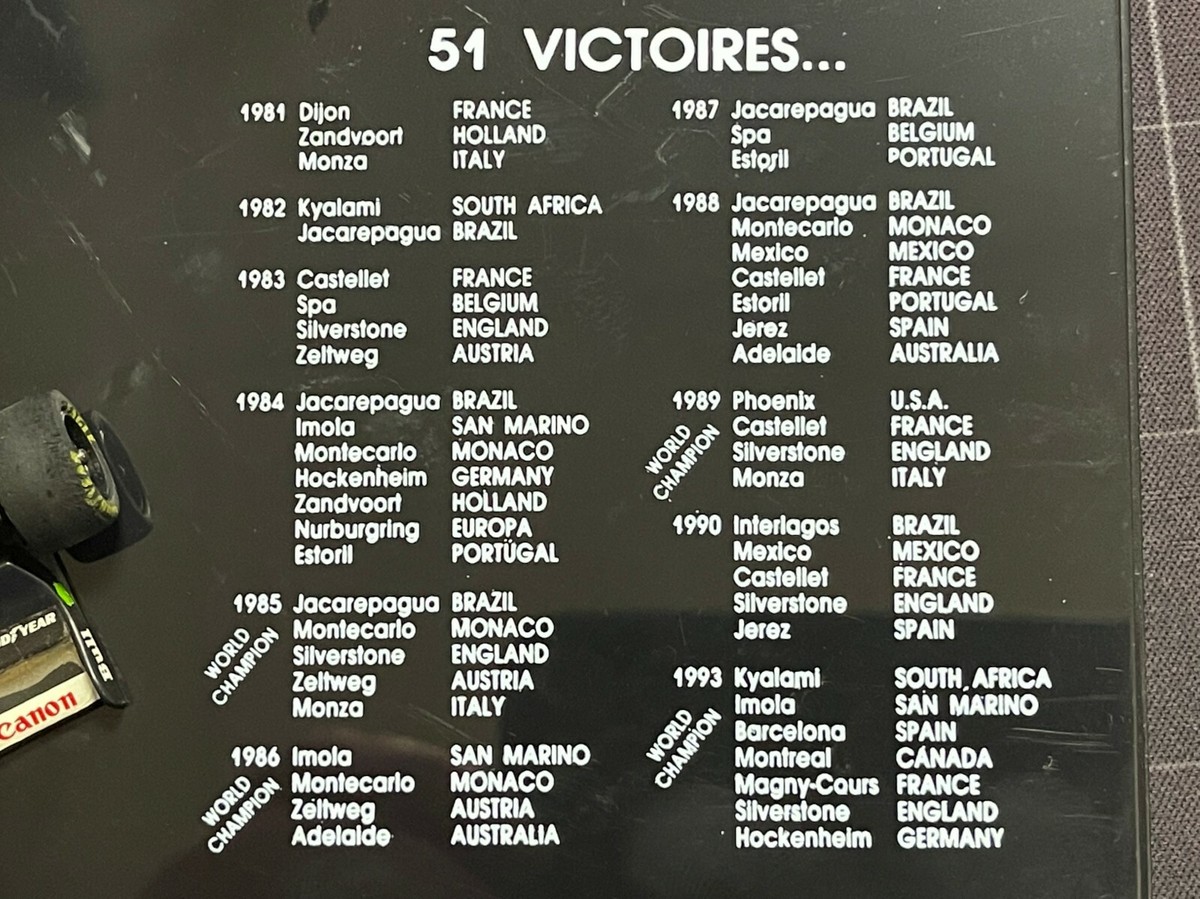 51 VICTOIRES...
1981 Dijon FRANCE
Zandvoort HOLLAND
Monza ITALY
1982 Kyalami SOUTH AFRICA
Jacarepagua BRAZIL
1983 Castellet FRANCE
Spa BELGIUM
Silverstone ENGLAND
Zeltweg AUSTRIA
1984 Jacarepagua BRAZIL
Imola SAN MARINO
Montecarlo MONACO
Hockenheim GERMANY
Zandvoort HOLLAND
Nurburgring EUROPA
Estoril PORTUGAL
1985 Jacarepagua BRAZIL
Montecarlo MONACO
Silverstone ENGLAND
Zeltweg AUSTRIA
Monza ITALY
WORLD
CHAMPION
1986 Imola SAN MARINO
Montecarlo MONACO
Zeltweg AUSTRIA
Adelaide AUSTRALIA
WORLD
CHAMPION
1987 Jacarepagua BRAZIL
Spa BELGIUM
Estoril PORTUGAL
1988 Jacarepagua BRAZIL
Montecarlo MONACO
Mexico MEXICO
Castellet FRANCE
Estoril PORTUGAL
Jerez SPAIN
Adelaide AUSTRALIA
1989 Phoenix U.S.A.
Castellet FRANCE
Silverstone ENGLAND
Monza ITALY
WORLD
CHAMPION
1990 Interlagos BRAZIL
Mexico MEXICO
Castellet FRANCE
Silverstone ENGLAND
Jerez SPAIN
1993 Kyalami SOUTH AFRICA
Imola SAN MARINO
Barcelona SPAIN
Montreal CANADA
Magny-Caurs FRANCE
Silverstone ENGLAND
Hockenheim GERMANY
WORLD
CHAMPION
Canon